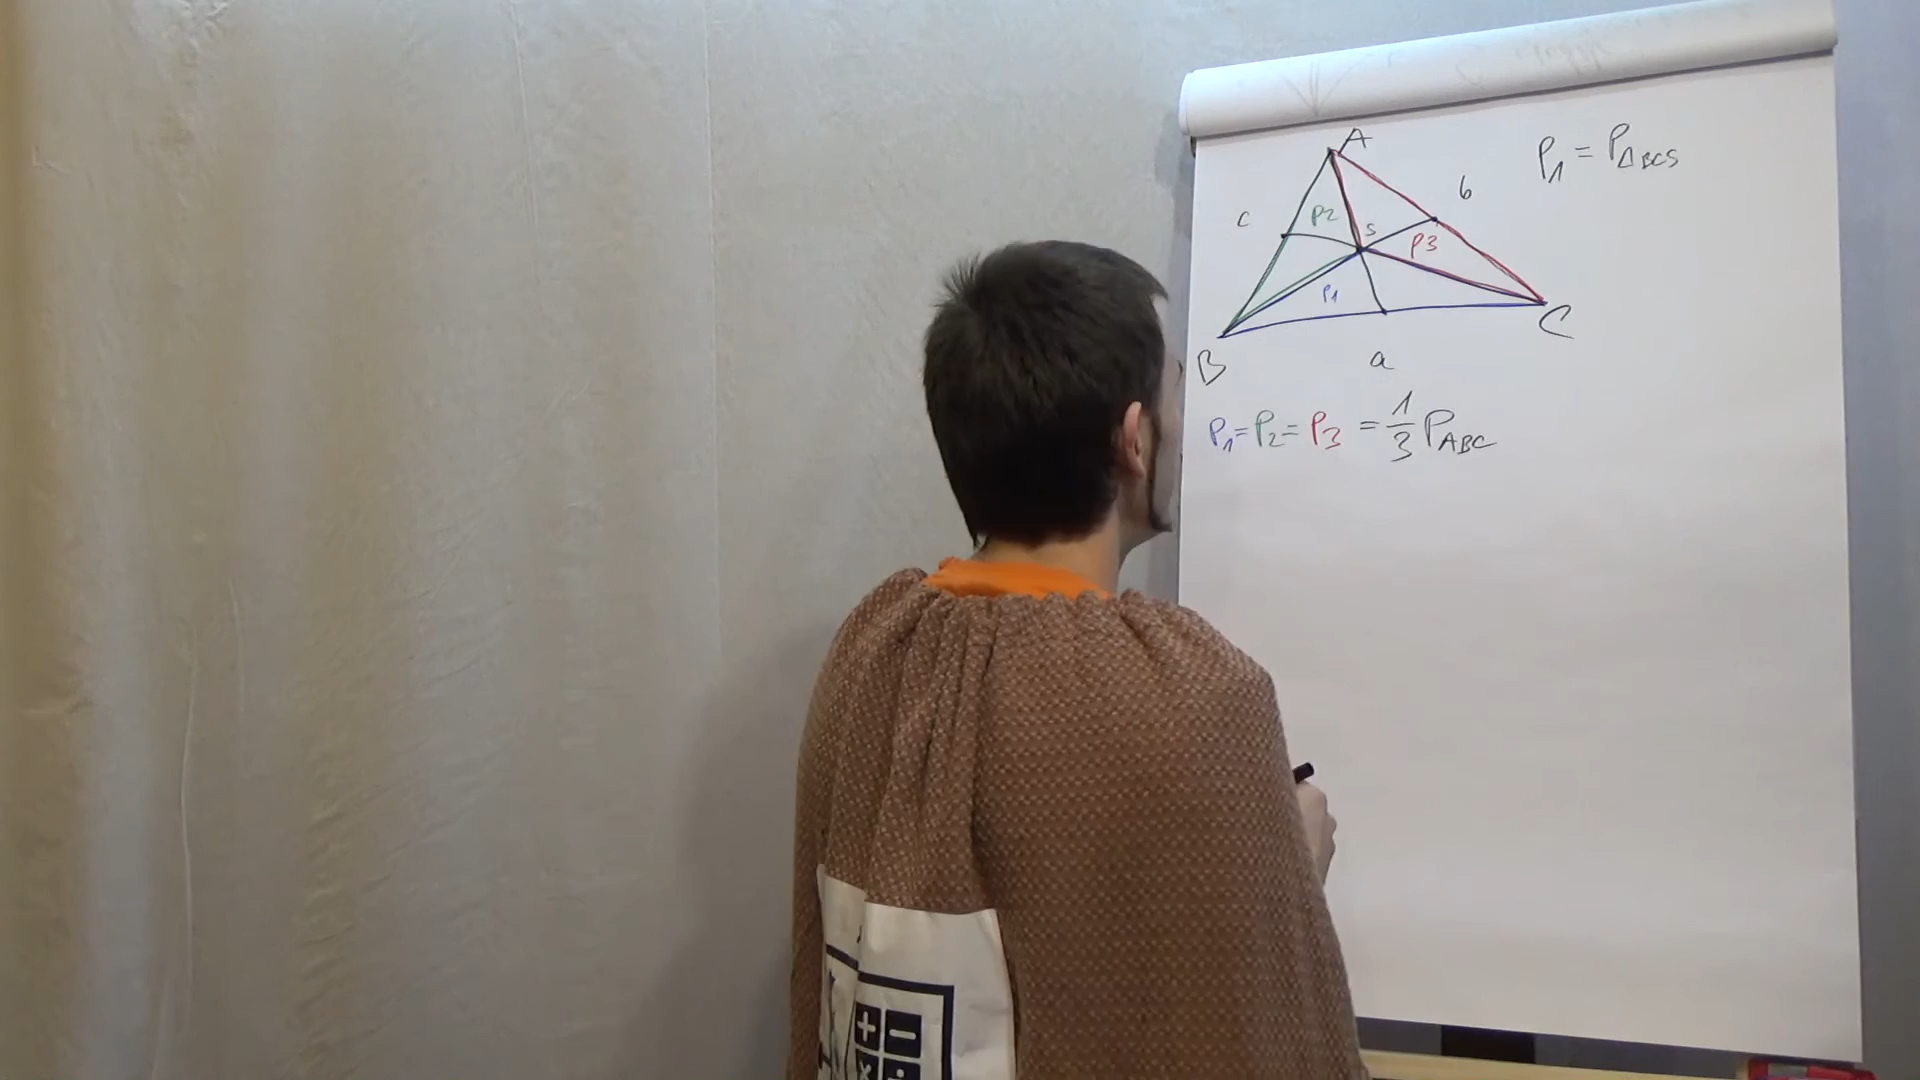 A
P₁ = P△BCS
b
c
P2
S
P3
P1
B
a
C
P₁ = P₂ = P₃ = 1/3 P_ABC